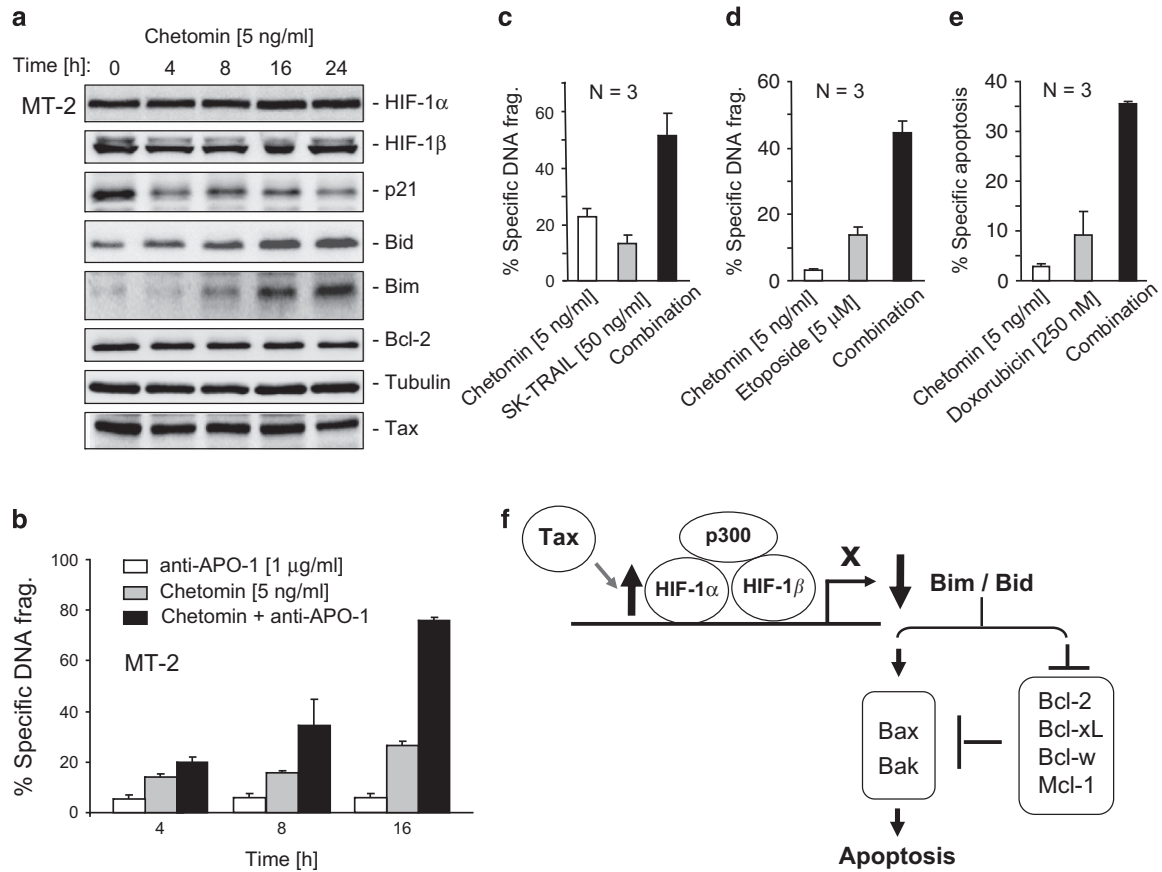 a
Chetomin [5 ng/ml]
Time [h]: 0 4 8 16 24
MT-2
- HIF-1α
- HIF-1β
- p21
- Bid
- Bim
- Bcl-2
- Tubulin
- Tax
b
% Specific DNA frag.
100
80
60
40
20
0
anti-APO-1 [1 μg/ml]
Chetomin [5 ng/ml]
Chetomin + anti-APO-1
MT-2
4 8 16
Time [h]
c
% Specific DNA frag.
60
40
20
0
N = 3
Chetomin [5 ng/ml]
SK-TRAIL [50 ng/ml]
Combination
d
% Specific DNA frag.
60
40
20
0
N = 3
Chetomin [5 ng/ml]
Etoposide [5 μM]
Combination
e
% Specific apoptosis
40
30
20
10
0
N = 3
Chetomin [5 ng/ml]
Doxorubicin [250 nM]
Combination
f
Tax
p300
HIF-1α
HIF-1β
X
Bim / Bid
Bax
Bak
Bcl-2
Bcl-xL
Bcl-w
Mcl-1
Apoptosis